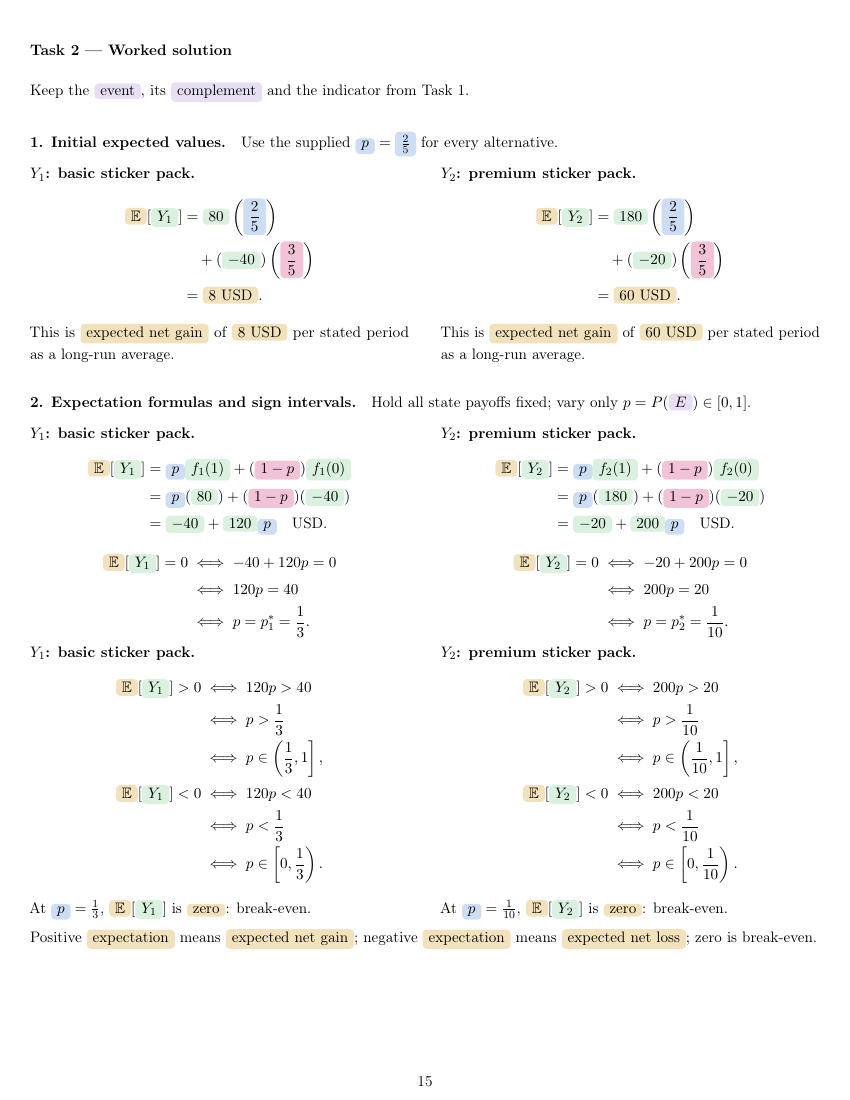 Task 2 — Worked solution
Keep the event, its complement and the indicator from Task 1.
1. Initial expected values. Use the supplied p = 2/5 for every alternative.
Y₁: basic sticker pack.
𝔼[Y₁] = 80 (2/5)
+ (−40) (3/5)
= 8 USD.
This is expected net gain of 8 USD per stated period
as a long-run average.
Y₂: premium sticker pack.
𝔼[Y₂] = 180 (2/5)
+ (−20) (3/5)
= 60 USD.
This is expected net gain of 60 USD per stated period
as a long-run average.
2. Expectation formulas and sign intervals. Hold all state payoffs fixed; vary only p = P(E) ∈ [0, 1].
Y₁: basic sticker pack.
𝔼[Y₁] = p f₁(1) + (1 − p) f₁(0)
= p(80) + (1 − p)(−40)
= −40 + 120 p USD.
𝔼[Y₁] = 0 ⟺ −40 + 120p = 0
⟺ 120p = 40
⟺ p = p₁* = 1/3.
Y₂: premium sticker pack.
𝔼[Y₂] = p f₂(1) + (1 − p) f₂(0)
= p(180) + (1 − p)(−20)
= −20 + 200 p USD.
𝔼[Y₂] = 0 ⟺ −20 + 200p = 0
⟺ 200p = 20
⟺ p = p₂* = 1/10.
Y₁: basic sticker pack.
𝔼[Y₁] > 0 ⟺ 120p > 40
⟺ p > 1/3
⟺ p ∈ (1/3, 1],
𝔼[Y₁] < 0 ⟺ 120p < 40
⟺ p < 1/3
⟺ p ∈ [0, 1/3).
At p = 1/3, 𝔼[Y₁] is zero: break-even.
Y₂: premium sticker pack.
𝔼[Y₂] > 0 ⟺ 200p > 20
⟺ p > 1/10
⟺ p ∈ (1/10, 1],
𝔼[Y₂] < 0 ⟺ 200p < 20
⟺ p < 1/10
⟺ p ∈ [0, 1/10).
At p = 1/10, 𝔼[Y₂] is zero: break-even.
Positive expectation means expected net gain; negative expectation means expected net loss; zero is break-even.
15